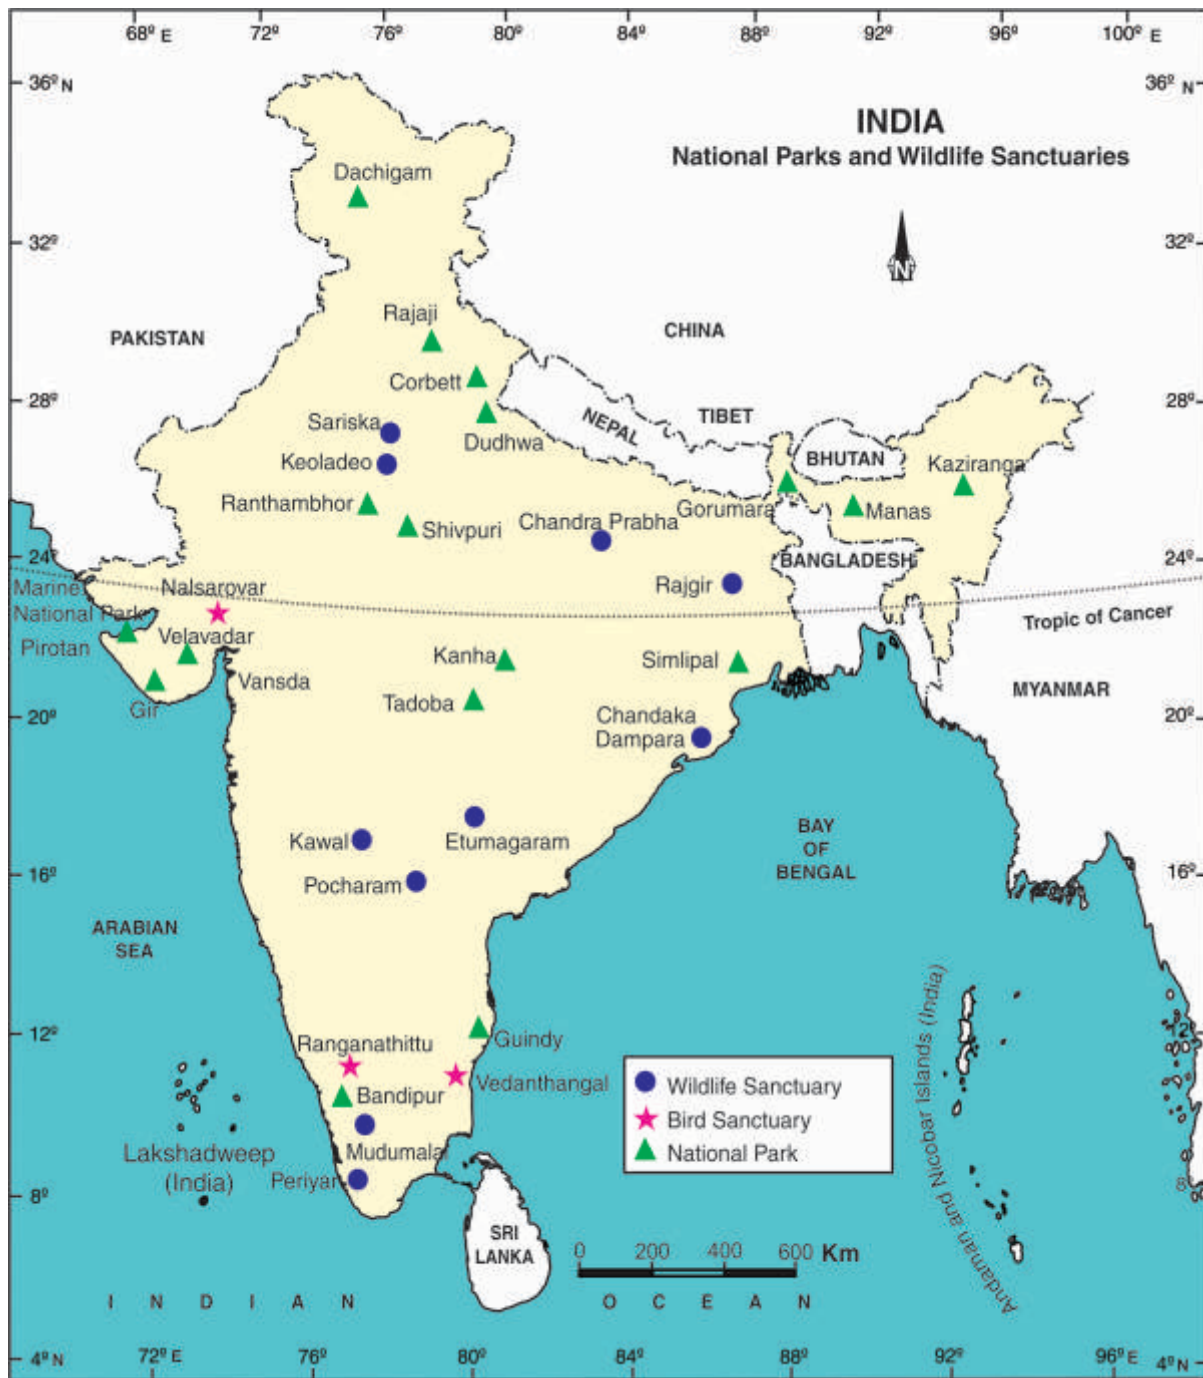 68º E 72º 76º 80º 84º 88º 92º 96º 100º E
36º N
36º N
INDIA
National Parks and Wildlife Sanctuaries
Dachigam
32º
32º
N
Rajaji
PAKISTAN
CHINA
Corbett
28º
28º
Sariska
Dudhwa
NEPAL
TIBET
BHUTAN
Keoladeo
Kaziranga
Ranthambhor
Shivpuri
Chandra Prabha
Gorumara
Manas
24º
24º
BANGLADESH
Marine
National Park
Pirotan
Nalsarovar
Rajgir
Tropic of Cancer
Velavadar
Kanha
Simlipal
Vansda
Gir
Tadoba
MYANMAR
20º
20º
Chandaka
Dampara
Kawal
Etumagaram
BAY
OF
BENGAL
Pocharam
16º
16º
ARABIAN
SEA
12º
12
Ranganathittu
Guindy
Bandipur
Vedanthangal
Andaman and Nicobar Islands (India)
Wildlife Sanctuary
Bird Sanctuary
National Park
Lakshadweep
(India)
Mudumalai
Periyar
8º
8
SRI
LANKA
0 200 400 600 Km
I N D I A N O C E A N
4º N
4º N
72º E 76º 80º 84º 88º 92º 96º E